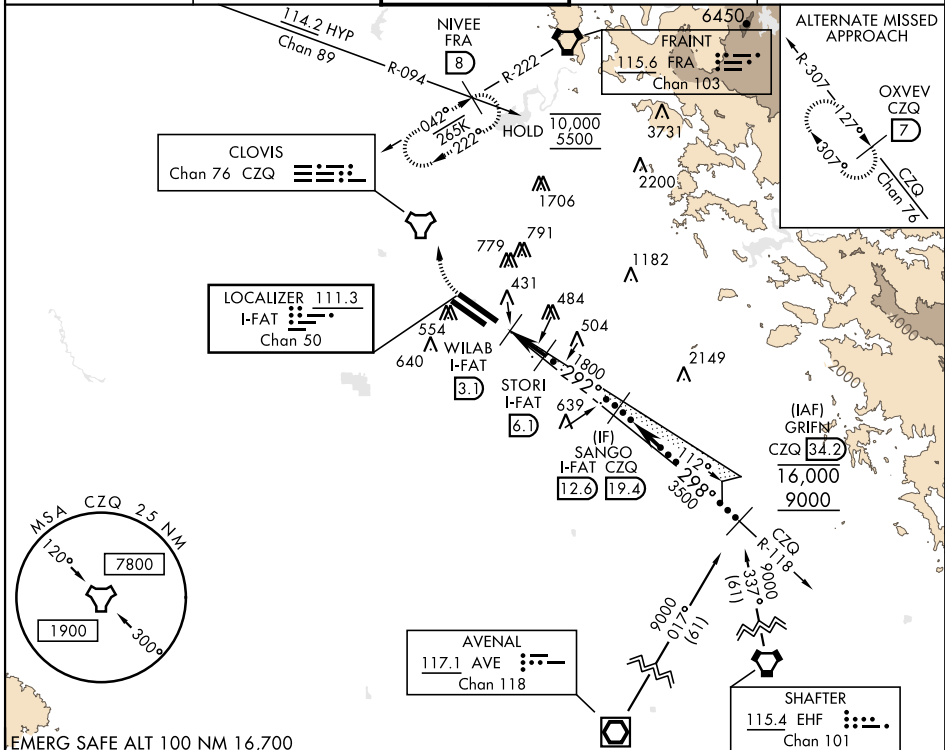 114.2 HYP
Chan 89
R-094
NIVEE
FRA
8
R-222
6450
FRAINT
115.6 FRA
Chan 103
ALTERNATE MISSED
APPROACH
R-307
127°
307°
OXVEV
CZQ
7
CZQ
Chan 76
042°
265K
222°
HOLD
10,000
5500
3731
2200
CLOVIS
Chan 76 CZQ
1706
779
791
1182
431
484
504
LOCALIZER 111.3
I-FAT
Chan 50
554
640
WILAB
I-FAT
3.1
STORI
I-FAT
6.1
1800
292°
639
2149
4000
2000
(IF)
SANGO
I-FAT CZQ
12.6 19.4
112°
298°
3500
(IAF)
GRIFN
CZQ 34.2
16,000
9000
CZQ
R-118
MSA CZQ 25 NM
120°
7800
1900
300°
9000
017°
(61)
9000
337°
(61)
AVENAL
117.1 AVE
Chan 118
SHAFTER
115.4 EHF
Chan 101
EMERG SAFE ALT 100 NM 16,700